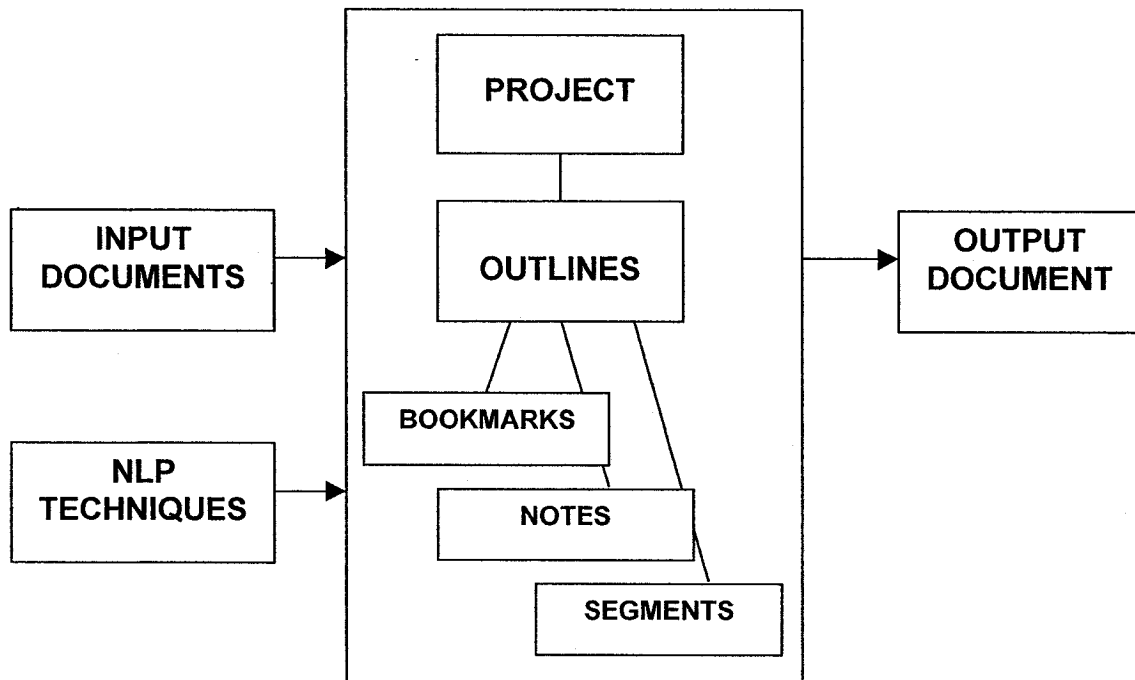 PROJECT
INPUT
DOCUMENTS
OUTLINES
OUTPUT
DOCUMENT
BOOKMARKS
NLP
TECHNIQUES
NOTES
SEGMENTS